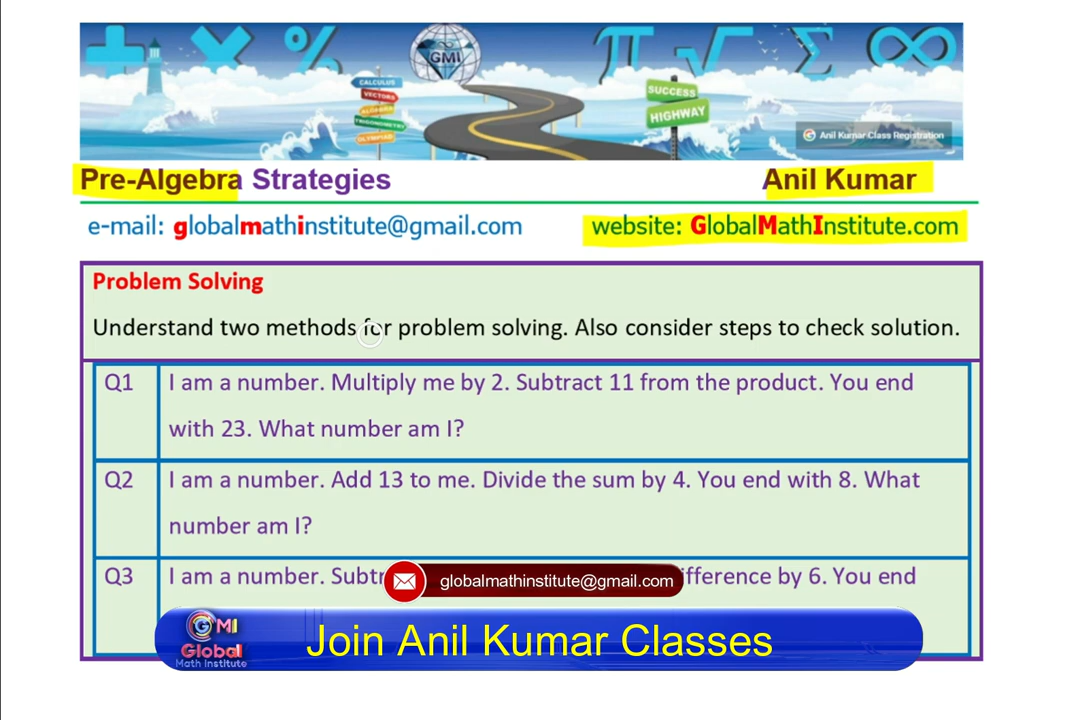 GMI
CALCULUS
VECTORS
ALGEBRA
TRIGONOMETRY
OLYMPIAD
SUCCESS
HIGHWAY
Anil Kumar Class Registration
Pre-Algebra Strategies Anil Kumar
e-mail: globalmathinstitute@gmail.com website: GlobalMathInstitute.com
Problem Solving
Understand two methods for problem solving. Also consider steps to check solution.
Q1 I am a number. Multiply me by 2. Subtract 11 from the product. You end
with 23. What number am I?
Q2 I am a number. Add 13 to me. Divide the sum by 4. You end with 8. What
number am I?
Q3 I am a number. Subtr ifference by 6. You end
globalmathinstitute@gmail.com
GMI
Global
Math Institute
Join Anil Kumar Classes